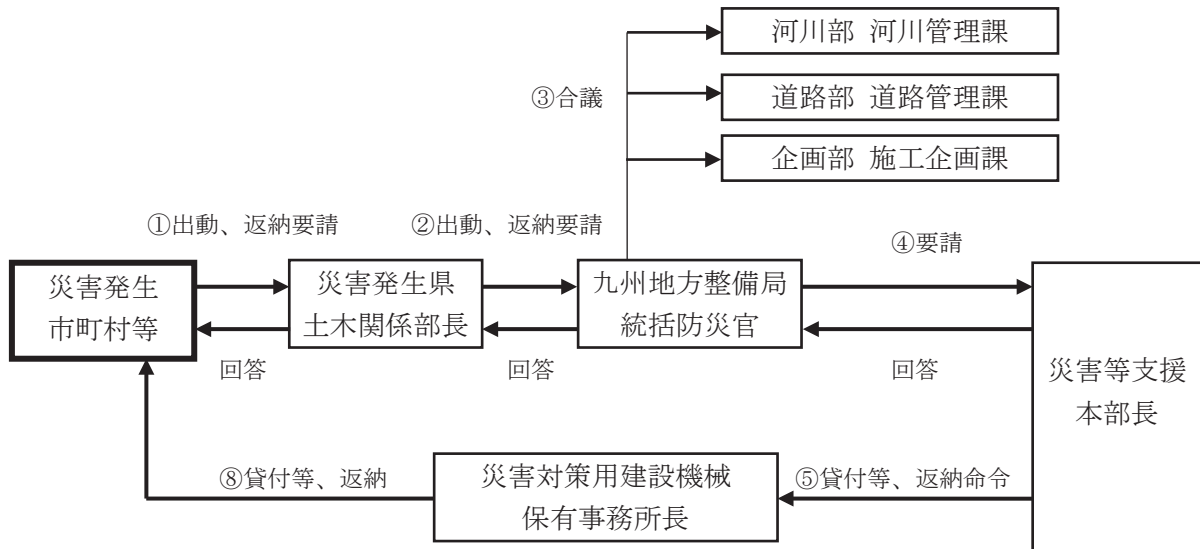 河川部 河川管理課
③合議
道路部 道路管理課
企画部 施工企画課
①出動、返納要請
②出動、返納要請
④要請
災害発生
市町村等
災害発生県
土木関係部長
九州地方整備局
統括防災官
回答
回答
回答
災害等支援
本部長
⑧貸付等、返納
災害対策用建設機械
保有事務所長
⑤貸付等、返納命令